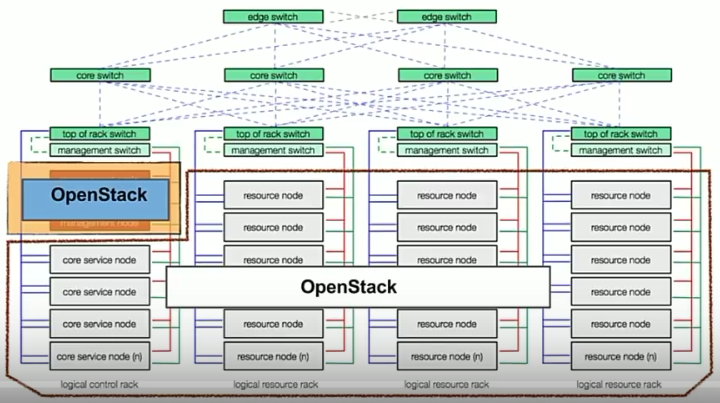 edge switch edge switch
core switch core switch core switch core switch
top of rack switch top of rack switch top of rack switch top of rack switch
management switch management switch management switch management switch
OpenStack
management node
resource node resource node resource node
resource node resource node resource node
core service node resource node resource node resource node
core service node resource node
OpenStack
core service node resource node resource node resource node
core service node (n) resource node (n) resource node (n) resource node (n)
logical control rack logical resource rack logical resource rack logical resource rack